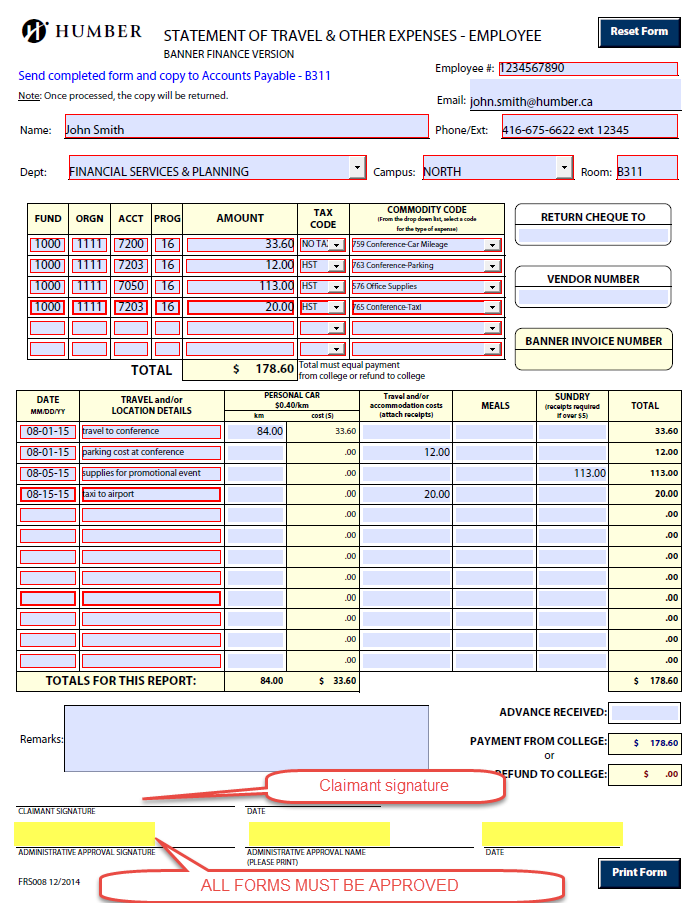 HUMBER
STATEMENT OF TRAVEL & OTHER EXPENSES - EMPLOYEE
BANNER FINANCE VERSION
Reset Form
Send completed form and copy to Accounts Payable - B311
Note: Once processed, the copy will be returned.
Employee #: 1234567890
Email: john.smith@humber.ca
Name: John Smith Phone/Ext: 416-675-6622 ext 12345
Dept: FINANCIAL SERVICES & PLANNING Campus: NORTH Room: B311
FUND ORGN ACCT PROG AMOUNT TAX CODE COMMODITY CODE
(From the drop down list, select a code
for the type of expense)
1000 1111 7200 16 33.60 NO TAX 759 Conference-Car Mileage
1000 1111 7203 16 12.00 HST 763 Conference-Parking
1000 1111 7050 16 113.00 HST 576 Office Supplies
1000 1111 7203 16 20.00 HST 765 Conference-Taxi
TOTAL $ 178.60 Total must equal payment
from college or refund to college
RETURN CHEQUE TO
VENDOR NUMBER
BANNER INVOICE NUMBER
DATE
MM/DD/YY
TRAVEL and/or
LOCATION DETAILS
PERSONAL CAR
$0.40/km
km cost ($)
Travel and/or
accommodation costs
(attach receipts)
MEALS
SUNDRY
(receipts required
if over $5)
TOTAL
08-01-15 travel to conference 84.00 33.60 33.60
08-01-15 parking cost at conference .00 12.00 12.00
08-05-15 supplies for promotional event .00 113.00 113.00
08-15-15 taxi to airport .00 20.00 20.00
.00 .00
.00 .00
.00 .00
.00 .00
.00 .00
.00 .00
.00 .00
.00 .00
TOTALS FOR THIS REPORT: 84.00 $ 33.60 $ 178.60
Remarks:
ADVANCE RECEIVED:
PAYMENT FROM COLLEGE: $ 178.60
or
REFUND TO COLLEGE: $ .00
Claimant signature
CLAIMANT SIGNATURE DATE
ADMINISTRATIVE APPROVAL SIGNATURE ADMINISTRATIVE APPROVAL NAME DATE
(PLEASE PRINT)
Print Form
FRS008 12/2014
ALL FORMS MUST BE APPROVED